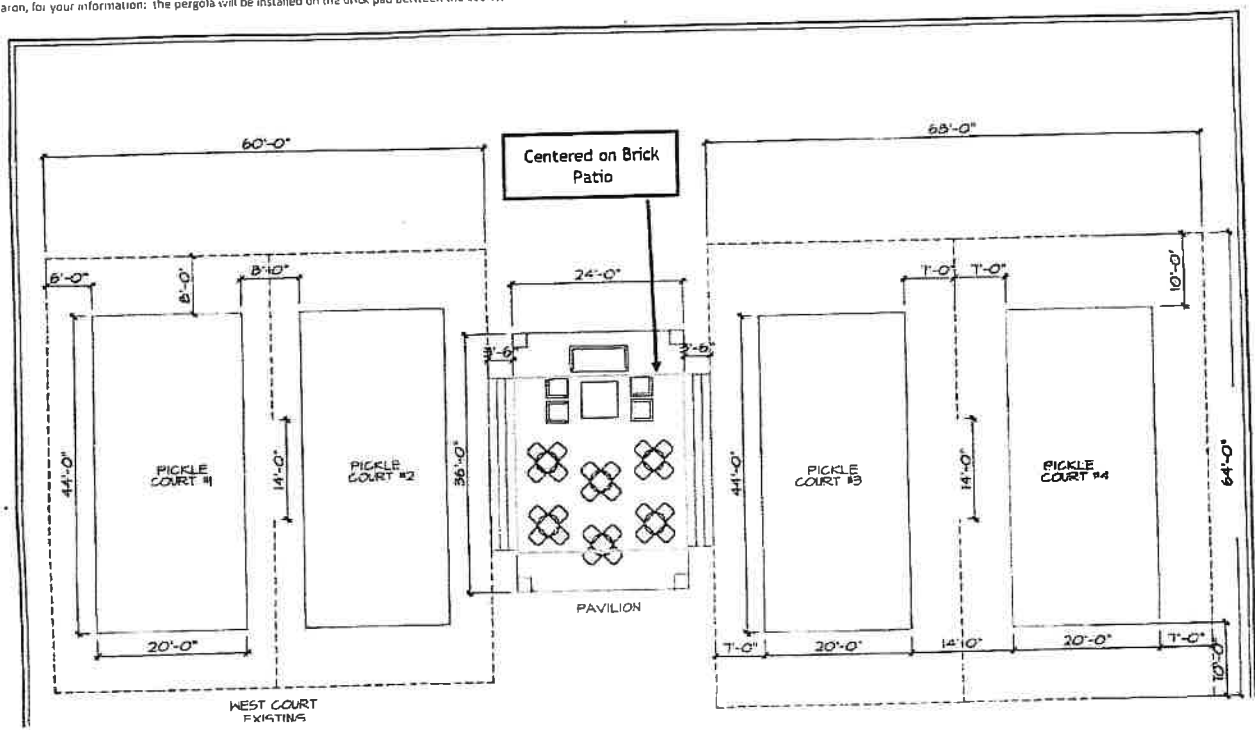 aron, for your information: the pergola will be installed on the brick pad between the
60'-0"
68'-0"
Centered on Brick
Patio
6'-0"
8'-0"
8'-0"
24'-0"
7'-0"
7'-0"
10'-0"
3'-6"
3'-6"
44'-0"
PICKLE
COURT #1
14'-0"
PICKLE
COURT #2
36'-0"
44'-0"
PICKLE
COURT #3
14'-0"
PICKLE
COURT #4
64'-0"
PAVILION
20'-0"
7'-0"
20'-0"
14'-0"
20'-0"
7'-0"
10'-0"
WEST COURT
EXISTING